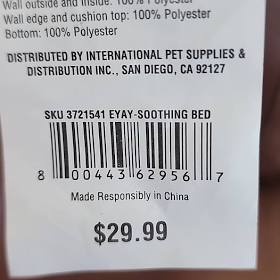 Wall outside and inside: 100% Polyester
Wall edge and cushion top: 100% Polyester
Bottom: 100% Polyester
DISTRIBUTED BY INTERNATIONAL PET SUPPLIES &
DISTRIBUTION INC., SAN DIEGO, CA 92127
SKU 3721541 EYAY-SOOTHING BED
8 00443 62956 7
Made Responsibly in China
$29.99